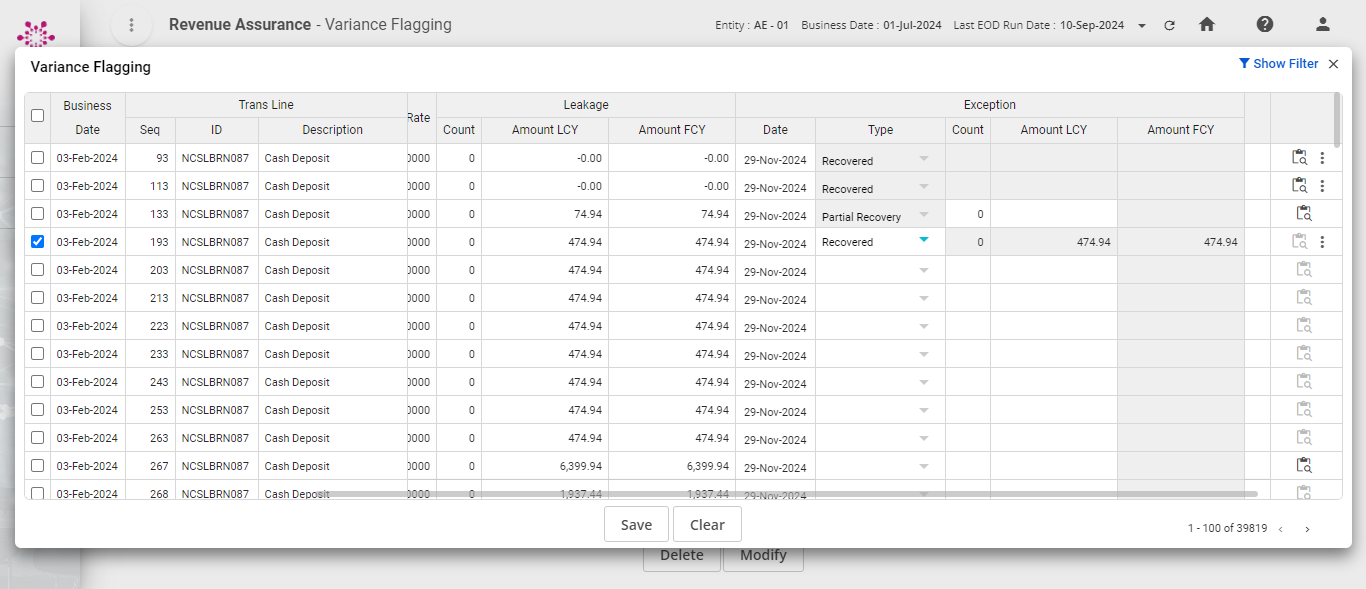 Revenue Assurance - Variance Flagging
Entity : AE - 01 Business Date : 01-Jul-2024 Last EOD Run Date : 10-Sep-2024
Variance Flagging
Show Filter
Business Date Trans Line Rate Leakage Exception
Seq ID Description Count Amount LCY Amount FCY Date Type Count Amount LCY Amount FCY
03-Feb-2024 93 NCSLBRN087 Cash Deposit 0000 0 -0.00 -0.00 29-Nov-2024 Recovered
03-Feb-2024 113 NCSLBRN087 Cash Deposit 0000 0 -0.00 -0.00 29-Nov-2024 Recovered
03-Feb-2024 133 NCSLBRN087 Cash Deposit 0000 0 74.94 74.94 29-Nov-2024 Partial Recovery 0
03-Feb-2024 193 NCSLBRN087 Cash Deposit 0000 0 474.94 474.94 29-Nov-2024 Recovered 0 474.94 474.94
03-Feb-2024 203 NCSLBRN087 Cash Deposit 0000 0 474.94 474.94 29-Nov-2024
03-Feb-2024 213 NCSLBRN087 Cash Deposit 0000 0 474.94 474.94 29-Nov-2024
03-Feb-2024 223 NCSLBRN087 Cash Deposit 0000 0 474.94 474.94 29-Nov-2024
03-Feb-2024 233 NCSLBRN087 Cash Deposit 0000 0 474.94 474.94 29-Nov-2024
03-Feb-2024 243 NCSLBRN087 Cash Deposit 0000 0 474.94 474.94 29-Nov-2024
03-Feb-2024 253 NCSLBRN087 Cash Deposit 0000 0 474.94 474.94 29-Nov-2024
03-Feb-2024 263 NCSLBRN087 Cash Deposit 0000 0 474.94 474.94 29-Nov-2024
03-Feb-2024 267 NCSLBRN087 Cash Deposit 0000 0 6,399.94 6,399.94 29-Nov-2024
03-Feb-2024 268 NCSLBRN087 Cash Deposit 0000 0 1,937.44 1,937.44 29-Nov-2024
Save Clear
1 - 100 of 39819
Delete Modify